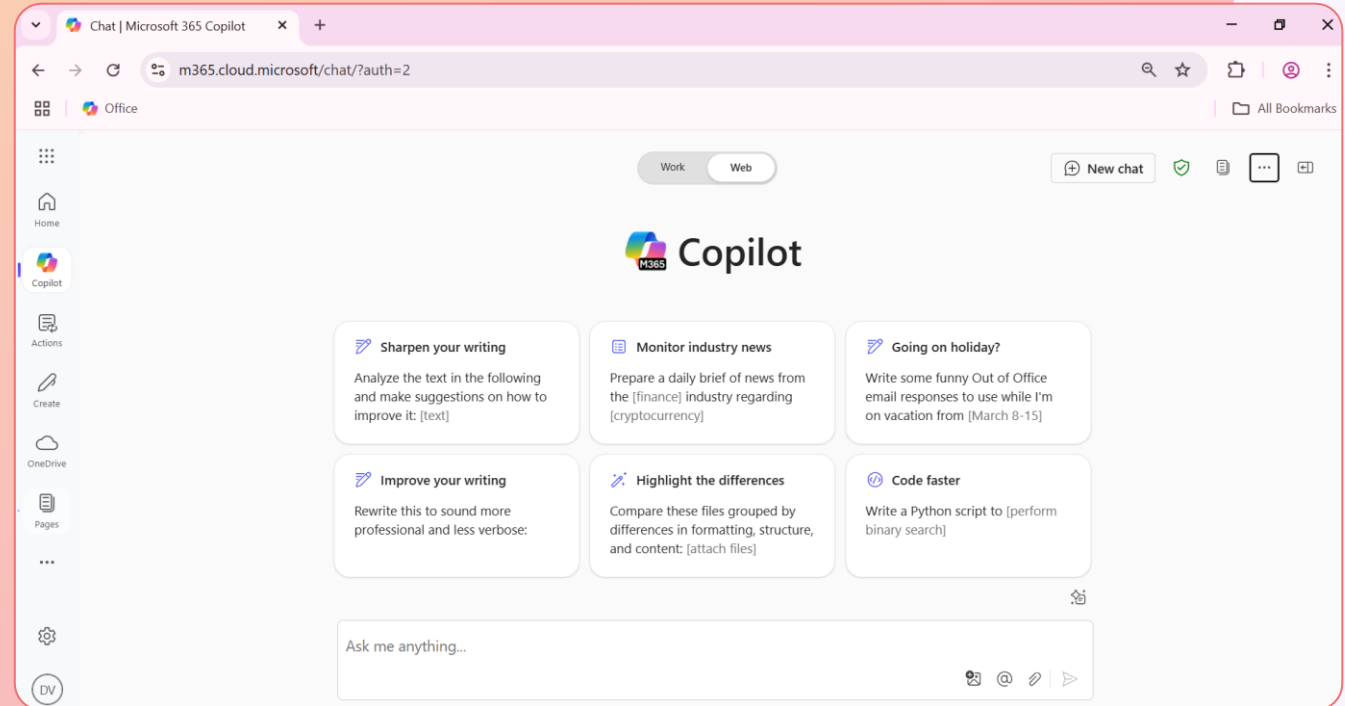 Chat | Microsoft 365 Copilot
m365.cloud.microsoft/chat/?auth=2
Office
All Bookmarks
Work
Web
New chat
Home
Copilot
Actions
Create
OneDrive
Pages
M365
Copilot
Sharpen your writing
Analyze the text in the following
and make suggestions on how to
improve it: [text]
Monitor industry news
Prepare a daily brief of news from
the [finance] industry regarding
[cryptocurrency]
Going on holiday?
Write some funny Out of Office
email responses to use while I'm
on vacation from [March 8-15]
Improve your writing
Rewrite this to sound more
professional and less verbose:
Highlight the differences
Compare these files grouped by
differences in formatting, structure,
and content: [attach files]
Code faster
Write a Python script to [perform
binary search]
Ask me anything...
DV